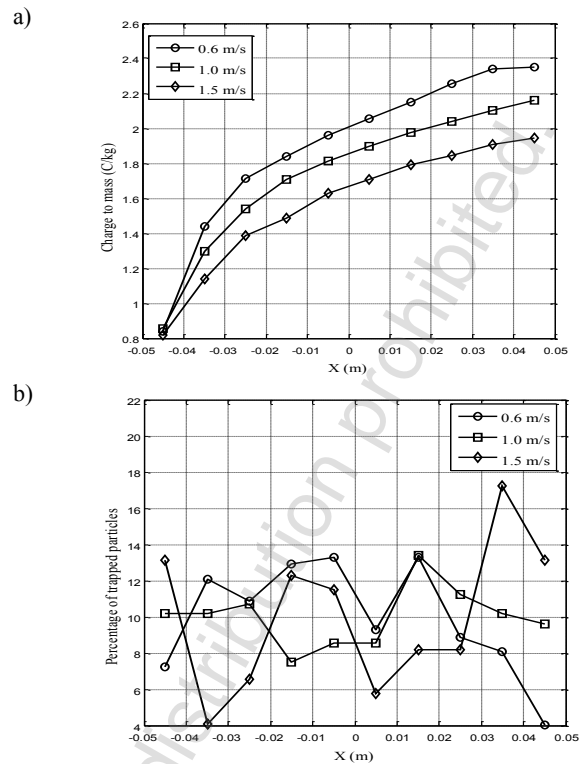 a)
2.6
2.4
2.2
2
1.8
1.6
1.4
1.2
1
0.8
0.6 m/s
1.0 m/s
1.5 m/s
Charge to mass (C/kg)
-0.05 -0.04 -0.03 -0.02 -0.01 0 0.01 0.02 0.03 0.04 0.05
X (m)
b)
22
20
18
16
14
12
10
8
6
4
0.6 m/s
1.0 m/s
1.5 m/s
Percentage of trapped particles
-0.05 -0.04 -0.03 -0.02 -0.01 0 0.01 0.02 0.03 0.04 0.05
X (m)
distribution prohibited.